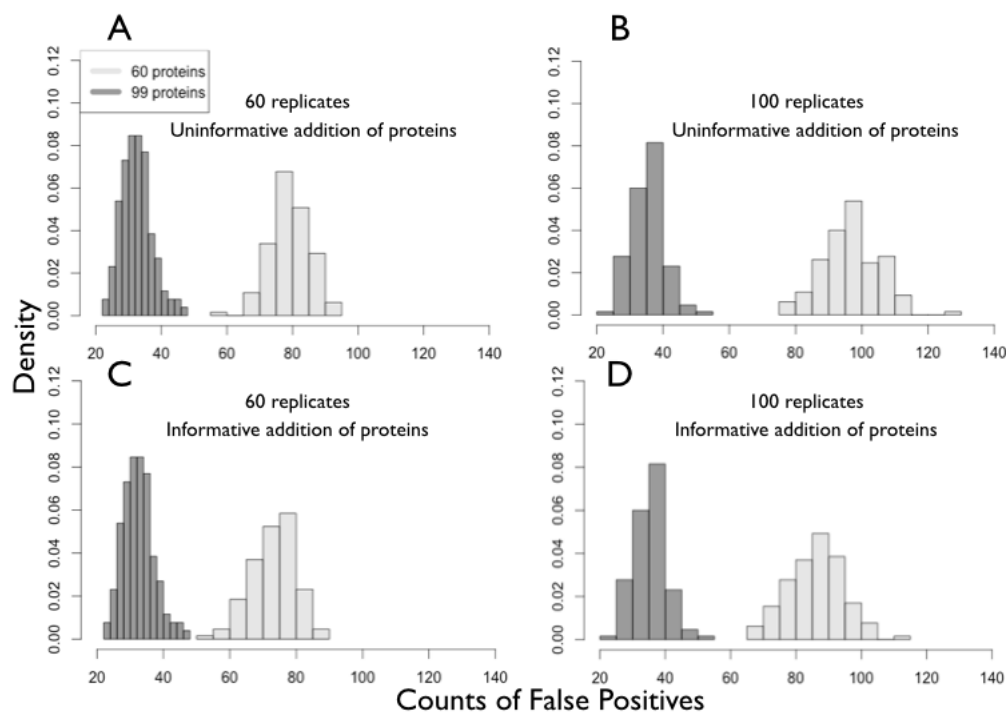 A
B
60 proteins
99 proteins
60 replicates
Uninformative addition of proteins
100 replicates
Uninformative addition of proteins
0.00 0.02 0.04 0.06 0.08 0.10 0.12
0.00 0.02 0.04 0.06 0.08 0.10 0.12
20 40 60 80 100 120 140
20 40 60 80 100 120 140
Density
C
D
60 replicates
Informative addition of proteins
100 replicates
Informative addition of proteins
0.00 0.02 0.04 0.06 0.08 0.10 0.12
0.00 0.02 0.04 0.06 0.08 0.10 0.12
20 40 60 80 100 120 140
20 40 60 80 100 120 140
Counts of False Positives